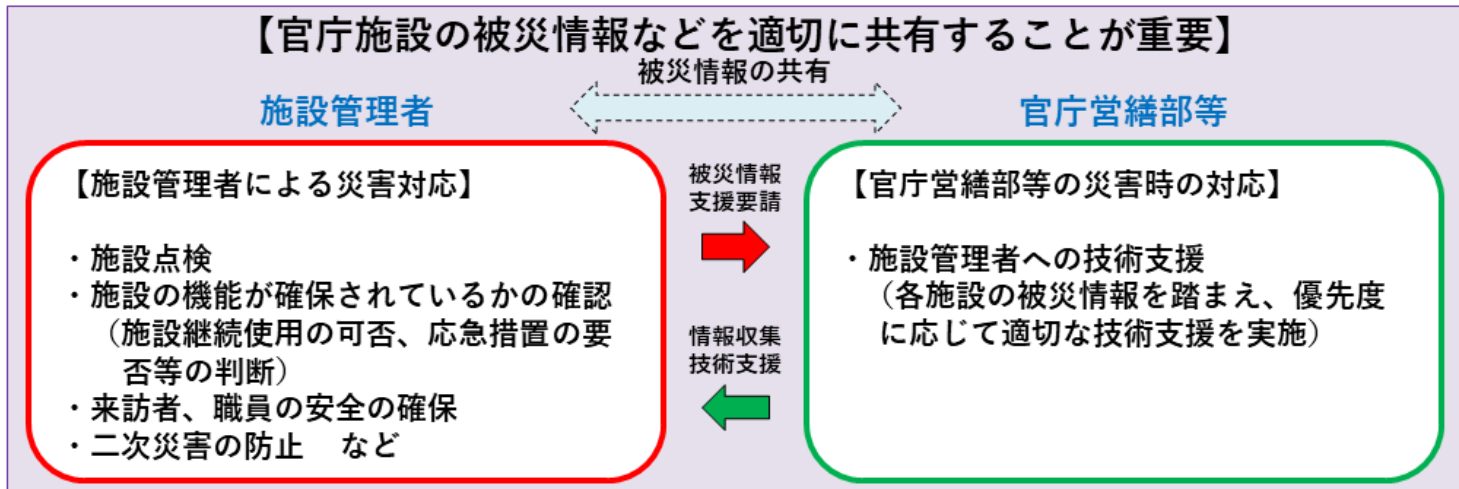 【官庁施設の被災情報などを適切に共有することが重要】
被災情報の共有
施設管理者
官庁営繕部等
【施設管理者による災害対応】
・施設点検
・施設の機能が確保されているかの確認
（施設継続使用の可否、応急措置の要
否等の判断）
・来訪者、職員の安全の確保
・二次災害の防止　など
被災情報
支援要請
情報収集
技術支援
【官庁営繕部等の災害時の対応】
・施設管理者への技術支援
（各施設の被災情報を踏まえ、優先度
に応じて適切な技術支援を実施）